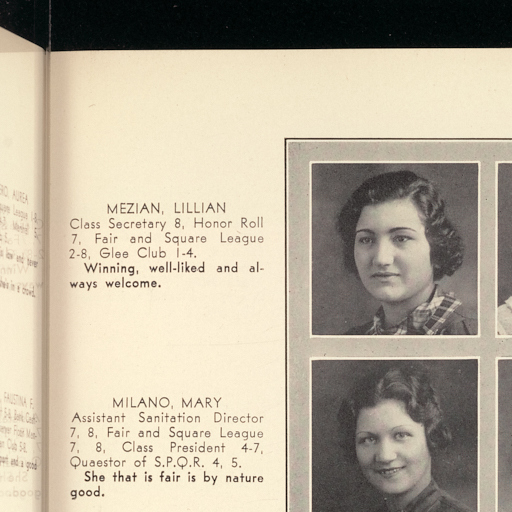 MEZIAN, LILLIAN
Class Secretary 8, Honor Roll
7, Fair and Square League
2-8, Glee Club 1-4.
Winning, well-liked and al-
ways welcome.
MILANO, MARY
Assistant Sanitation Director
7, 8, Fair and Square League
7, 8, Class President 4-7,
Quaestor of S.P.Q.R. 4, 5.
She that is fair is by nature
good.